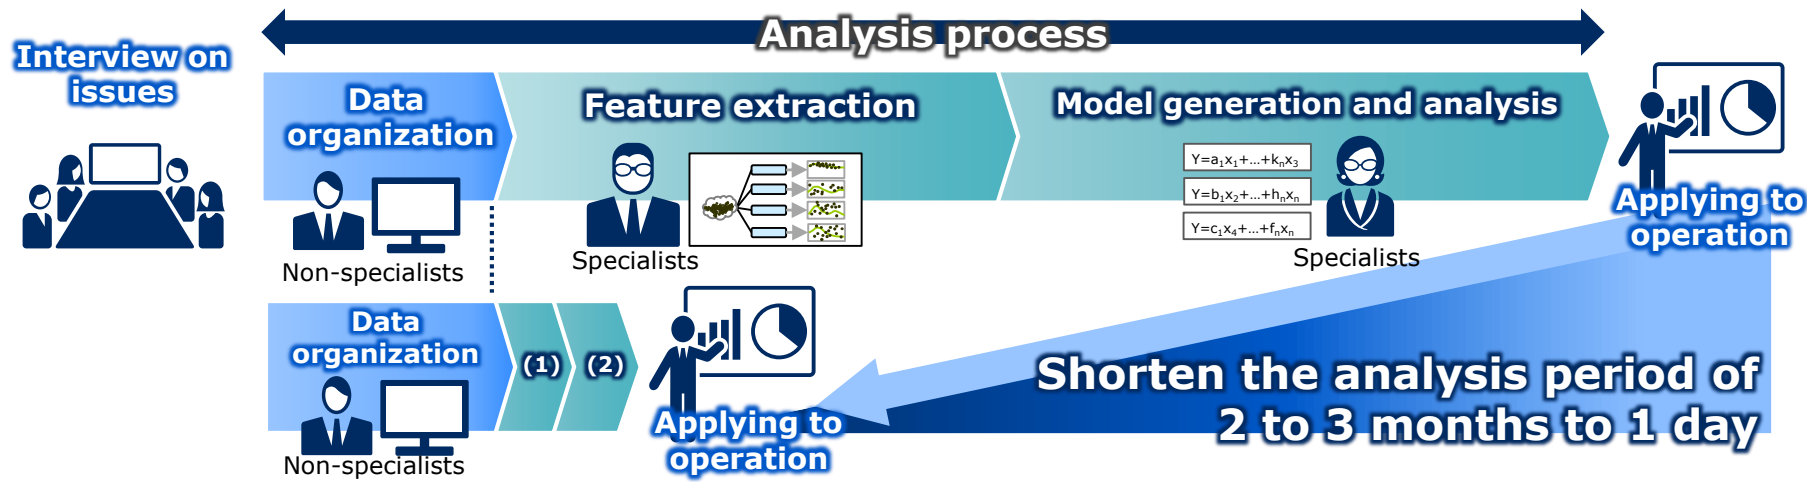 Analysis process
Interview on
issues
Data
organization
Feature extraction
Model generation and analysis
Y=a₁x₁+...+kₙx₃
Y=b₁x₂+...+hₙxₙ
Y=c₁x₄+...+fₙxₙ
Non-specialists
Specialists
Specialists
Applying to
operation
Data
organization
(1)
(2)
Non-specialists
Applying to
operation
Shorten the analysis period of
2 to 3 months to 1 day